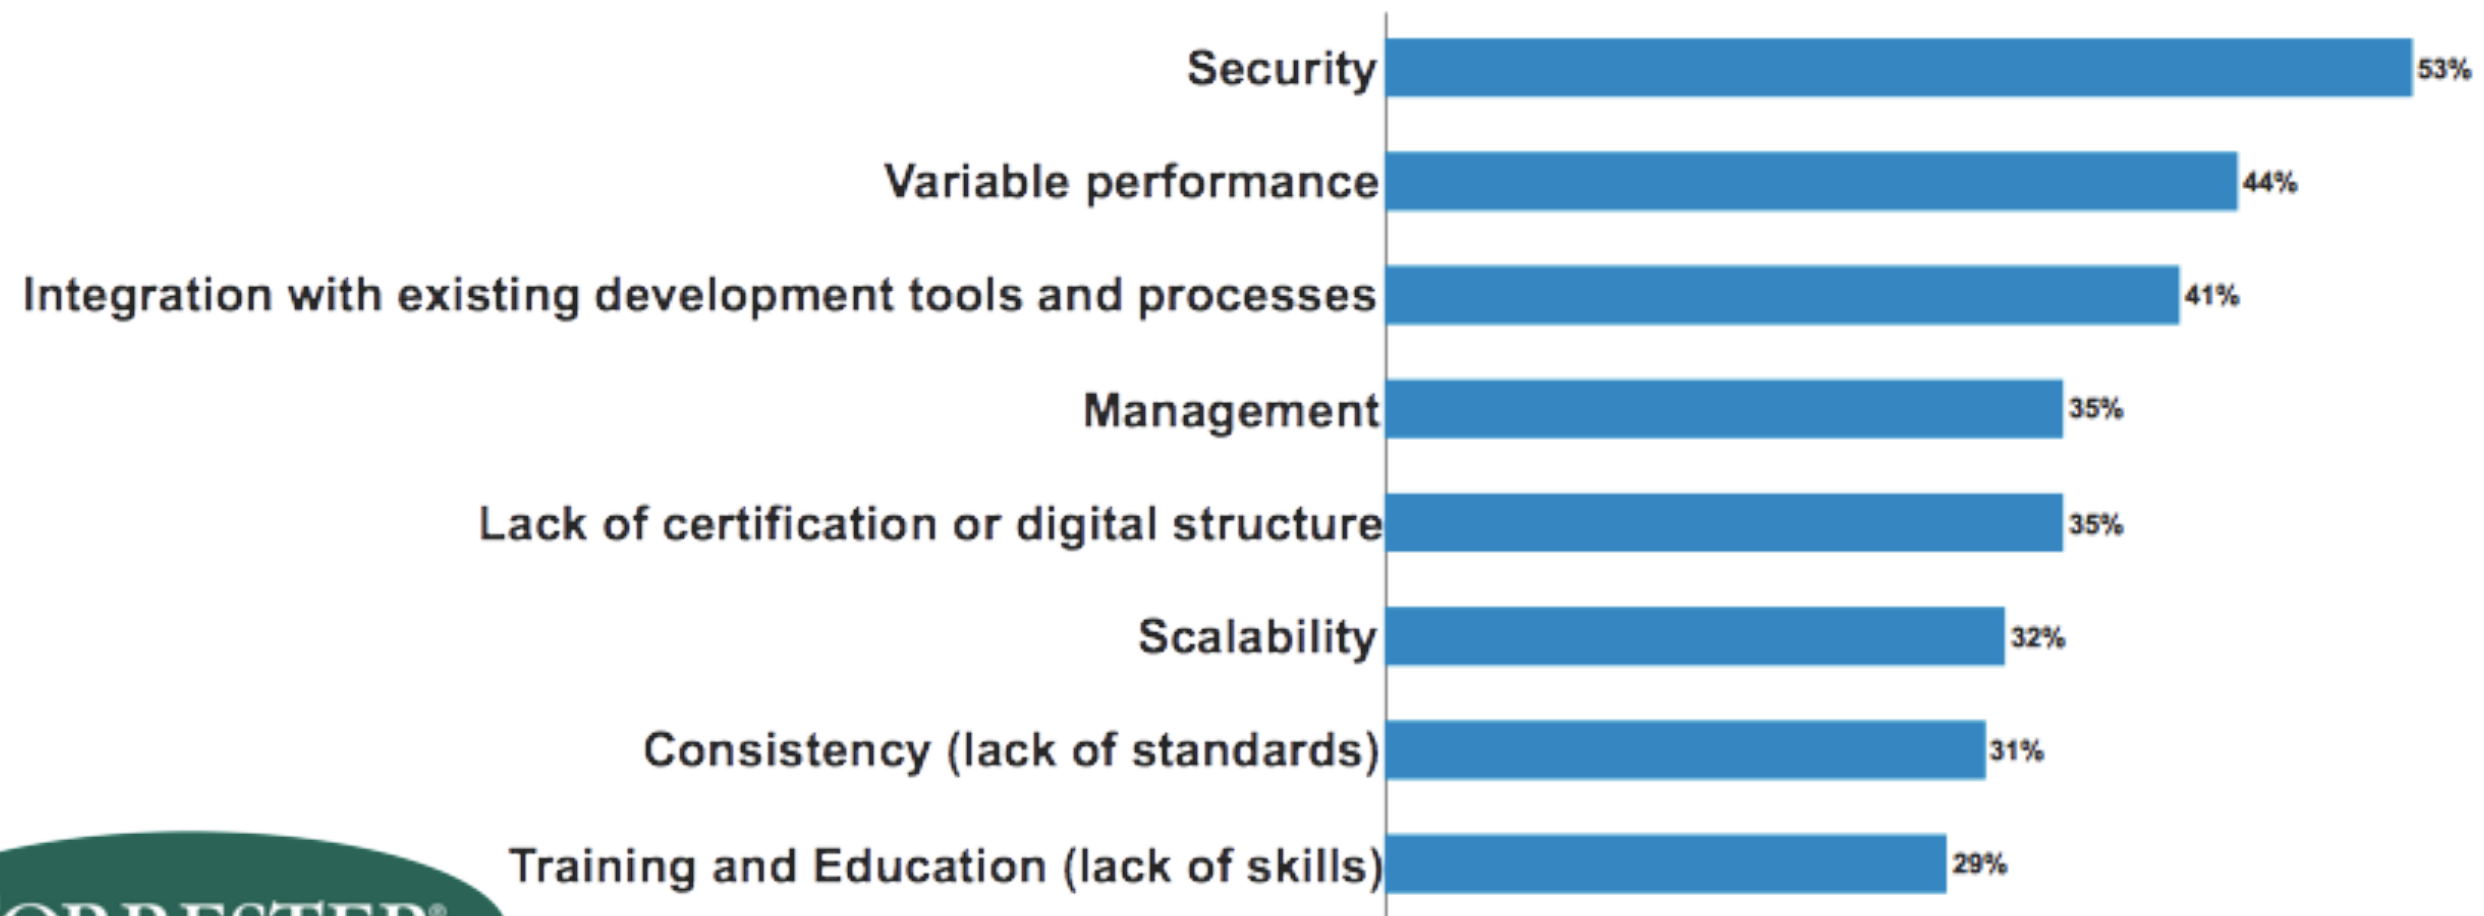 Security 53%
Variable performance 44%
Integration with existing development tools and processes 41%
Management 35%
Lack of certification or digital structure 35%
Scalability 32%
Consistency (lack of standards) 31%
Training and Education (lack of skills) 29%